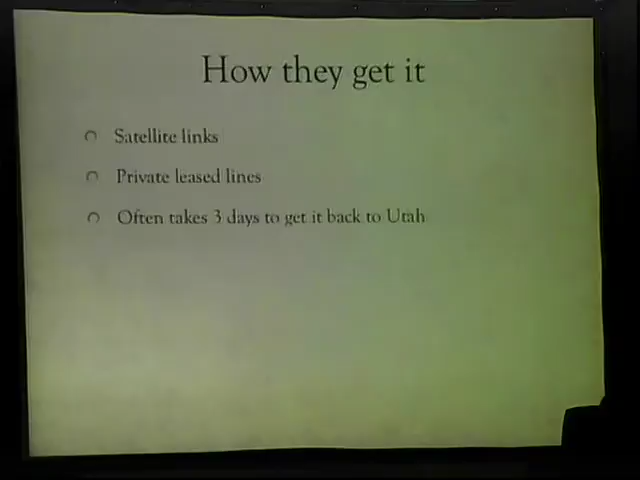 How they get it
Satellite links
Private leased lines
Often takes 3 days to get it back to Utah